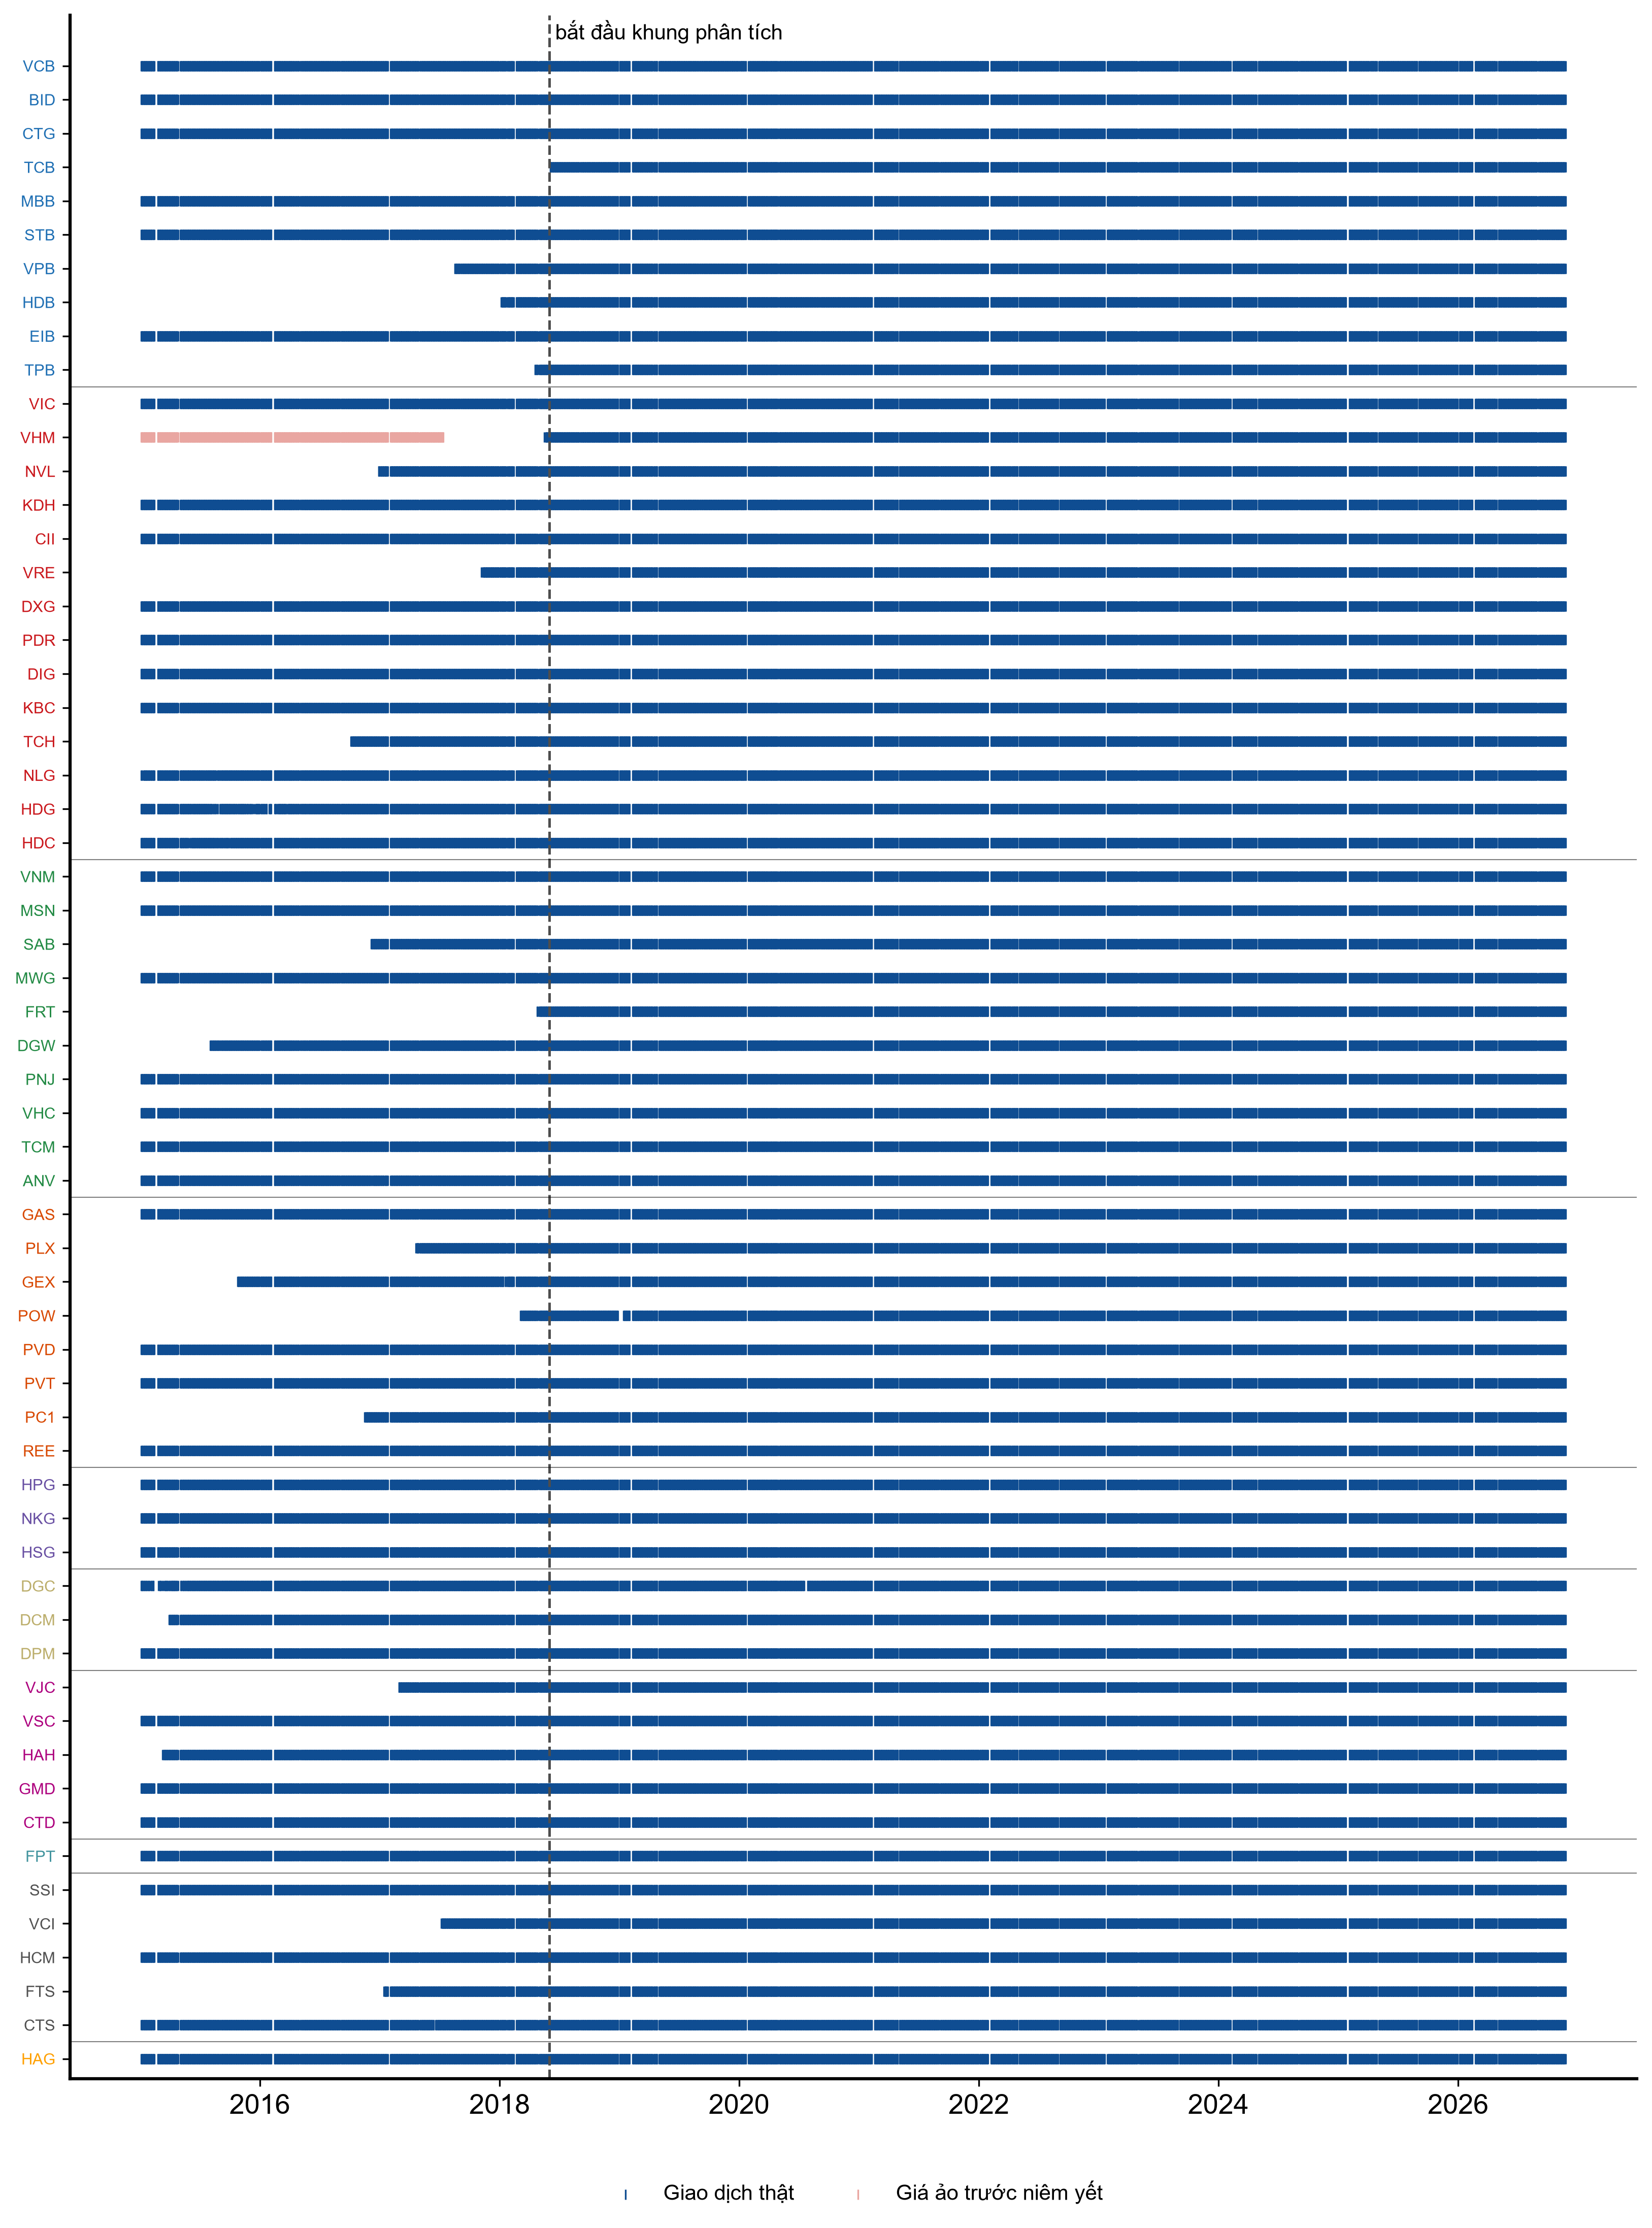 bắt đầu khung phân tích
VCB
BID
CTG
TCB
MBB
STB
VPB
HDB
EIB
TPB
VIC
VHM
NVL
KDH
CII
VRE
DXG
PDR
DIG
KBC
TCH
NLG
HDG
HDC
VNM
MSN
SAB
MWG
FRT
DGW
PNJ
VHC
TCM
ANV
GAS
PLX
GEX
POW
PVD
PVT
PC1
REE
HPG
NKG
HSG
DGC
DCM
DPM
VJC
VSC
HAH
GMD
CTD
FPT
SSI
VCI
HCM
FTS
CTS
HAG
2016 2018 2020 2022 2024 2026
Giao dịch thật Giá ảo trước niêm yết